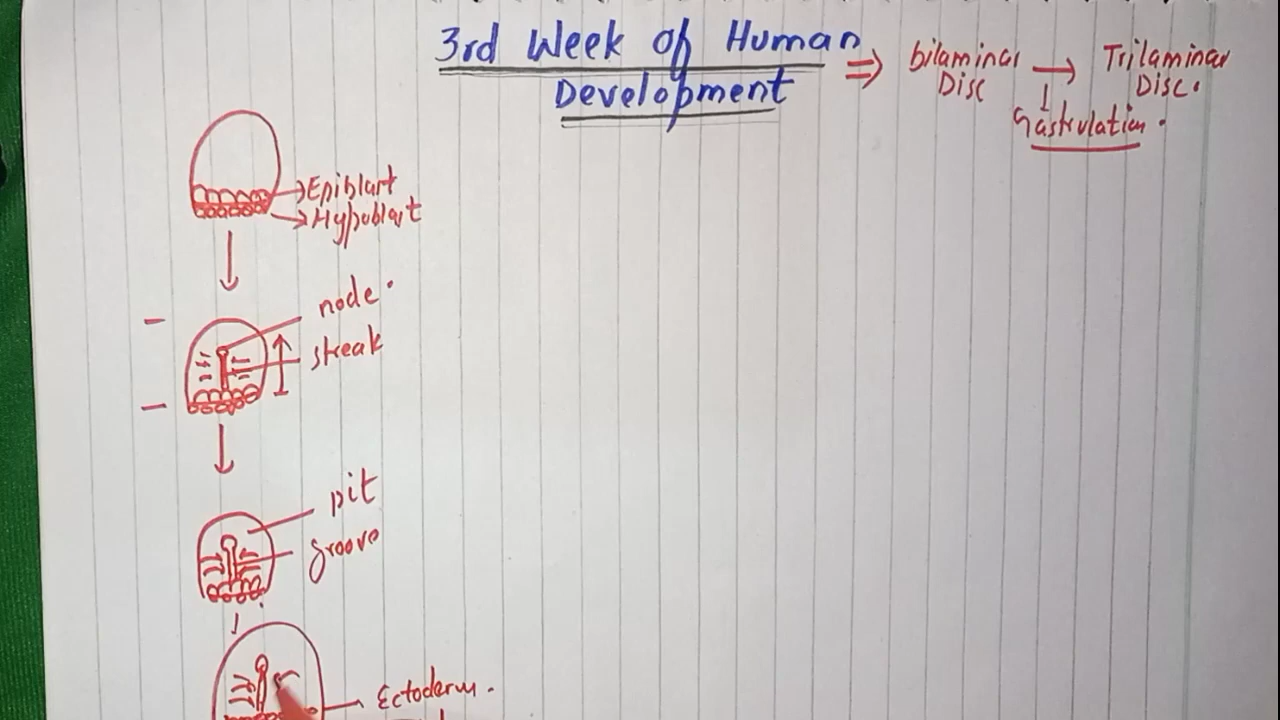 3rd Week of Human
Development
⇒ bilaminar Disc → Trilaminar Disc.
Gastrulation.
Epiblast
Hypoblast
node.
streak
pit
groove
Ectoderm.